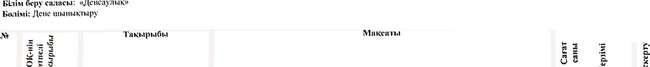 Білім беру саласы: «Денсаулық»
Бөлімі: Дене шынықтыру
№
Тақырыбы
Мақсаты
Сағат
саны